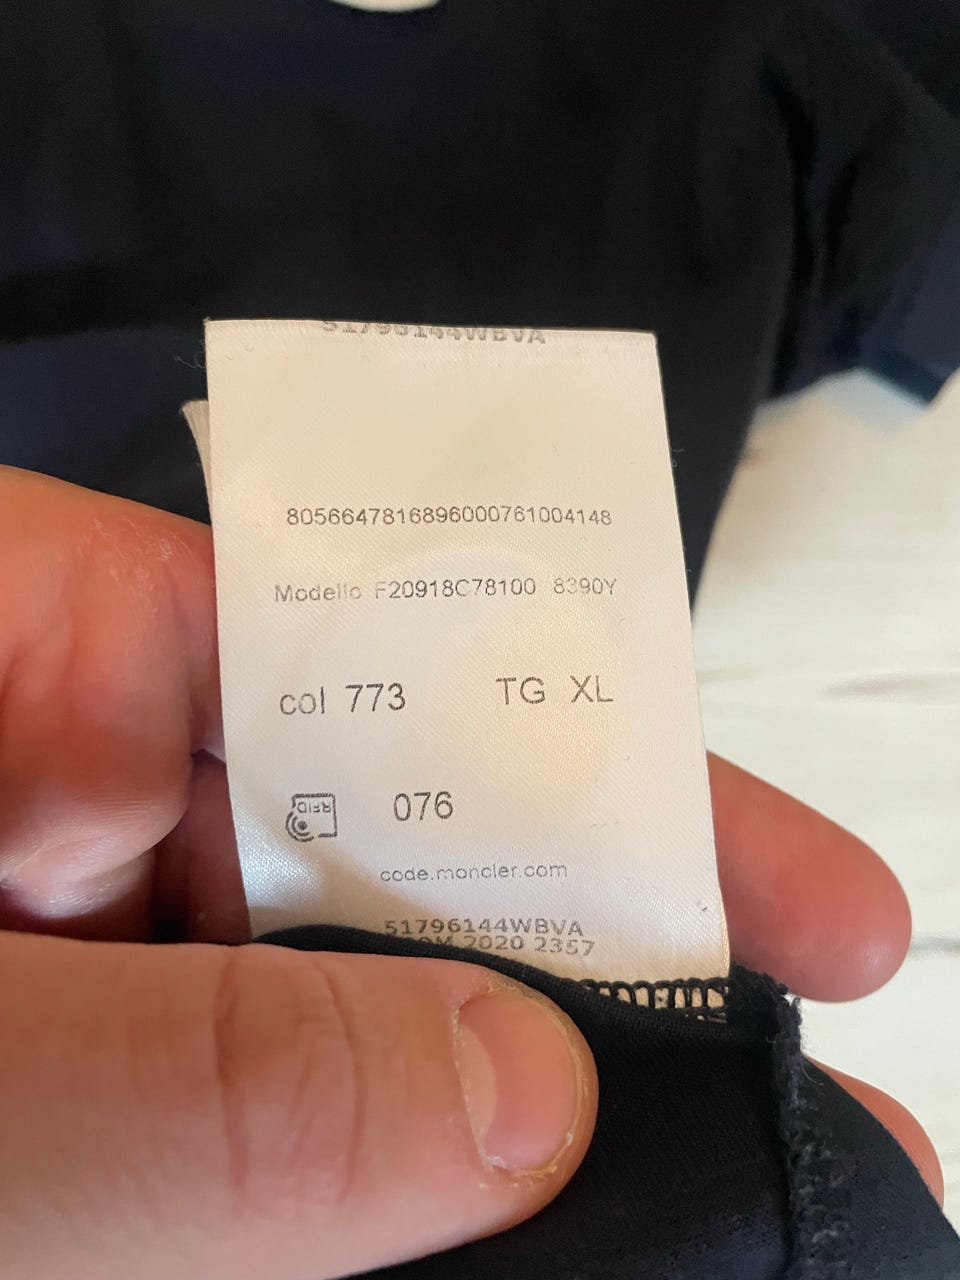 51796144WBVA
8056647816896000761004148
Modello F20918C78100 8390Y
col 773 TG XL
RFID 076
code.moncler.com
51796144WBVA
2020 2357